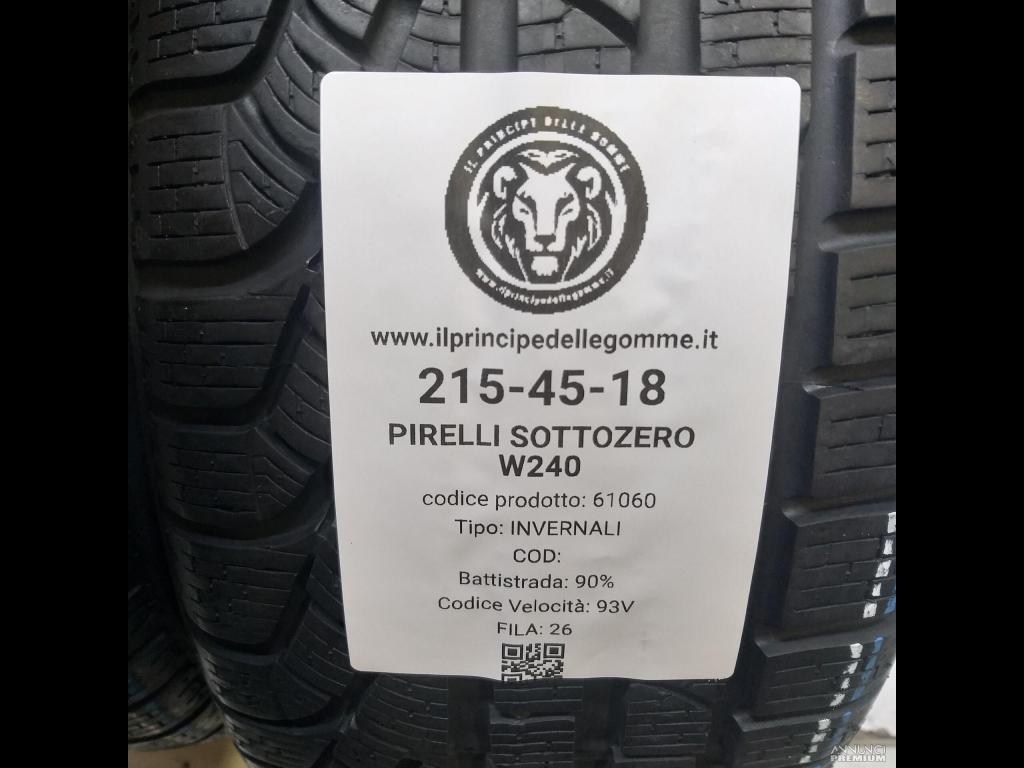 IL PRINCIPE DELLE GOMME
www.ilprincipedellegomme.it
www.ilprincipedellegomme.it
215-45-18
PIRELLI SOTTOZERO
W240
codice prodotto: 61060
Tipo: INVERNALI
COD:
Battistrada: 90%
Codice Velocità: 93V
FILA: 26
ANNUNCI
PREMIUM